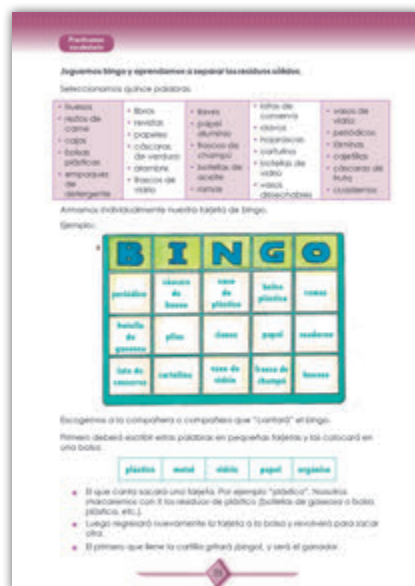 Practicamos
vocabulario
Juguemos bingo y aprendamos a separar los residuos sólidos.
Seleccionamos quince palabras.
• huesos
• restos de
carne
• cajas
• bolsas
plásticas
• empaques
de
detergente
• libros
• revistas
• papeles
• cáscaras
de verdura
• alambre
• frascos de
vidrio
• llaves
• papel
aluminio
• frascos de
champú
• botellas de
aceite
• ramas
• latas de
conserva
• clavos
• hojarascas
• cartulina
• botellas de
vidrio
• vasos
desechables
• vasos de
vidrio
• periódicos
• láminas
• cajetillas
• cáscaras de
fruta
• cuadernos
Armamos individualmente nuestra tarjeta de bingo.
Ejemplo:
BINGO
periódico
cáscara
de
huevo
vaso
de
plástico
bolsa
plástica
ramas
botella
de
gaseosa
pilas
clavos
papel
cuaderno
lata de
conserva
cartulina
vaso de
vidrio
frasco de
champú
huesos
Escogemos a la compañera o compañero que "cantará" el bingo.
Primero deberá escribir estas palabras en pequeñas tarjetas y las colocará en
una bolsa.
plástico metal vidrio papel orgánico
El que canta sacará una tarjeta. Por ejemplo "plástico". Nosotros
marcaremos con X los residuos de plástico (botellas de gaseosa o bolsa
plástica, etc.).
Luego regresará nuevamente la tarjeta a la bolsa y revolverá para sacar
otra.
El primero que llene la cartilla gritará ¡bingo!, y será el ganador.